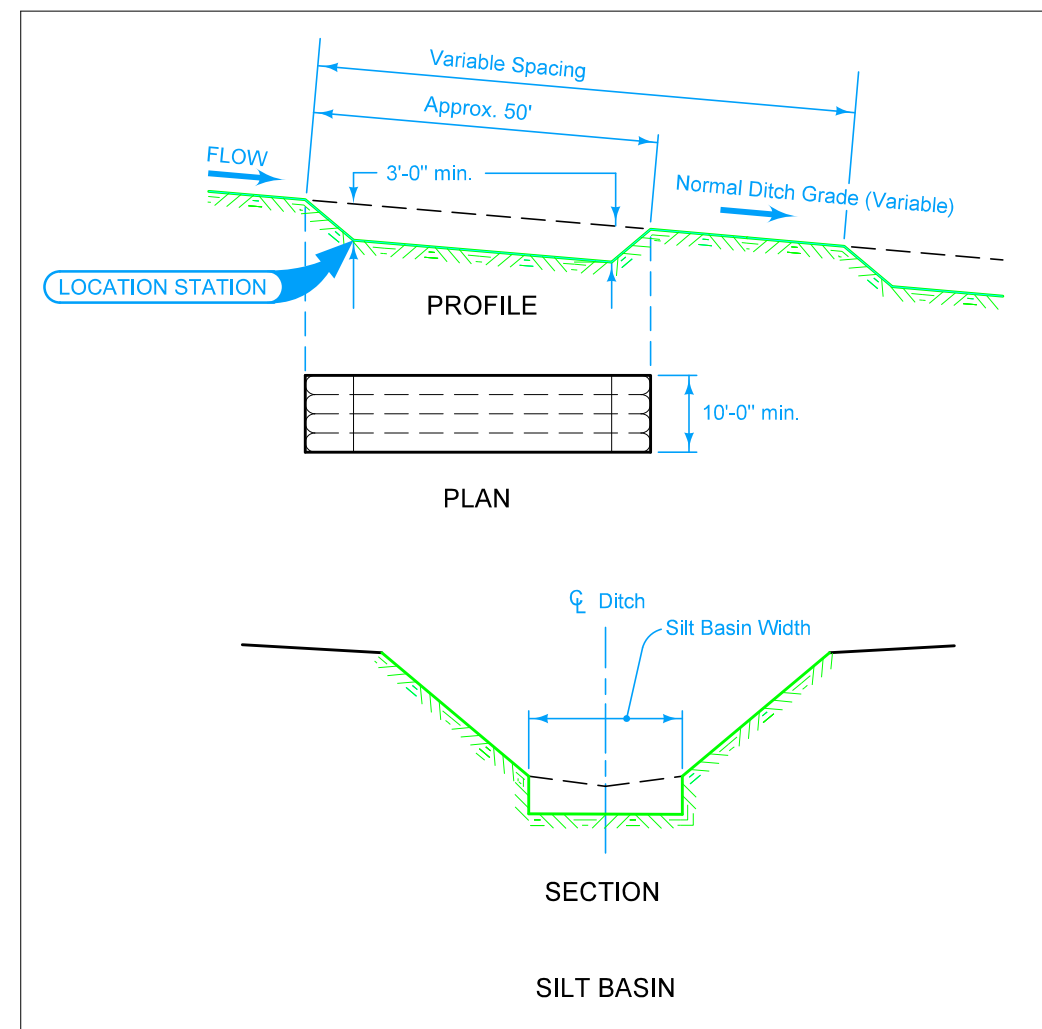 Variable Spacing
Approx. 50'
FLOW
3'-0" min.
Normal Ditch Grade (Variable)
LOCATION STATION
PROFILE
10'-0" min.
PLAN
℄ Ditch
Silt Basin Width
SECTION
SILT BASIN